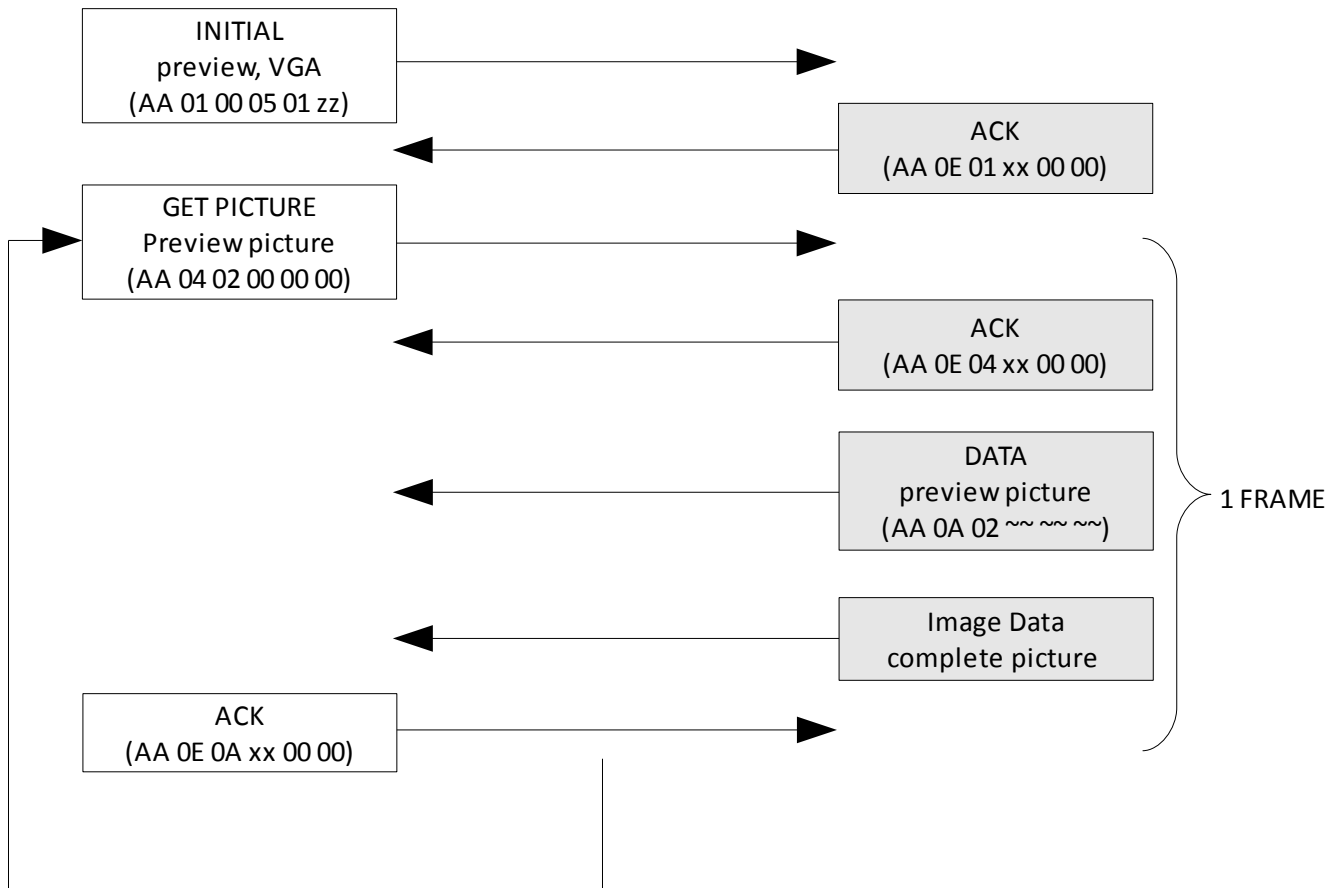 INITIAL
preview, VGA
(AA 01 00 05 01 zz)
ACK
(AA 0E 01 xx 00 00)
GET PICTURE
Preview picture
(AA 04 02 00 00 00)
ACK
(AA 0E 04 xx 00 00)
DATA
preview picture
(AA 0A 02 ~~ ~~ ~~)
1 FRAME
Image Data
complete picture
ACK
(AA 0E 0A xx 00 00)